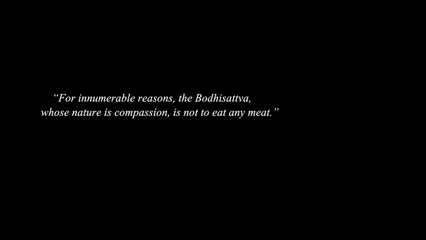 “For innumerable reasons, the Bodhisattva,
whose nature is compassion, is not to eat any meat.”